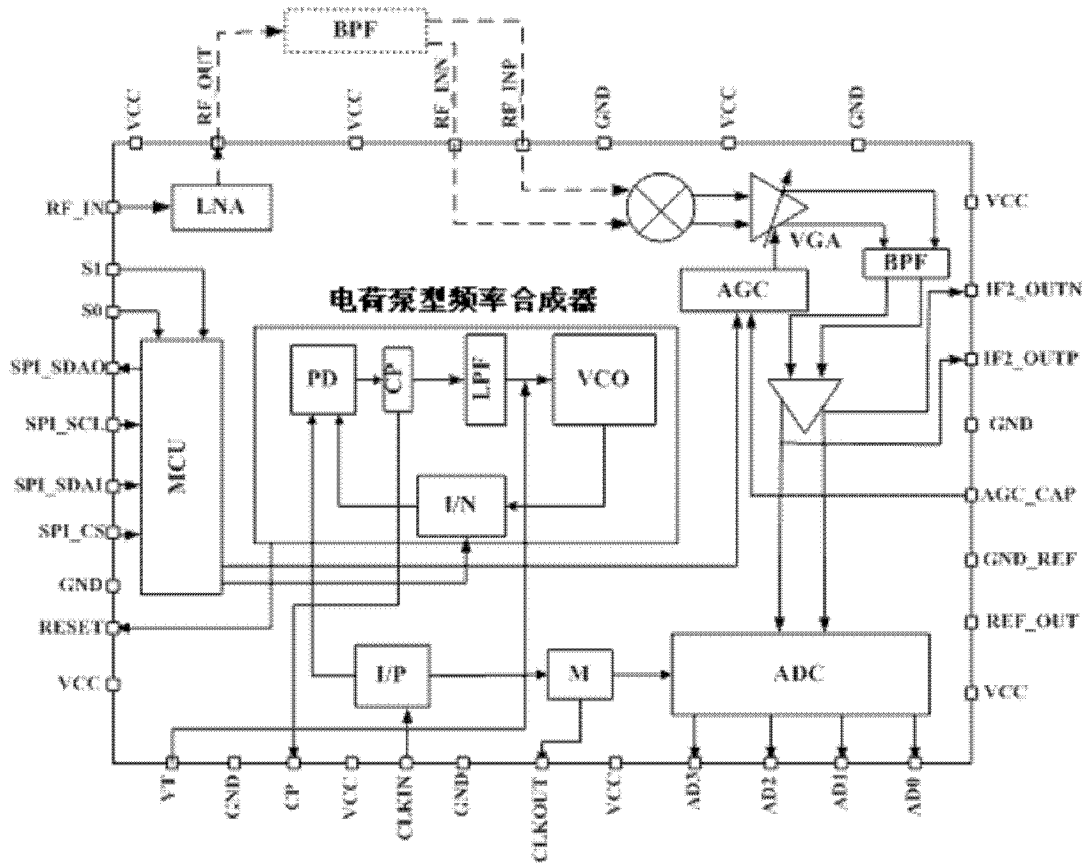 BPF
VCC
RF_OUT
VCC
RF_INN
RF_INP
GND
VCC
GND
RF_IN
LNA
VCC
VGA
BPF
S1
AGC
IF2_OUTN
S0
电荷泵型频率合成器
SPI_SDAO
PD
CP
LPF
VCO
IF2_OUTP
SPI_SCL
GND
MCU
SPI_SDAI
I/N
AGC_CAP
SPI_CS
GND
GND_REF
RESET
REF_OUT
VCC
I/P
M
ADC
VCC
VT
GND
CP
VCC
CLKIN
GND
CLKOUT
VCC
AD3
AD2
AD1
AD0